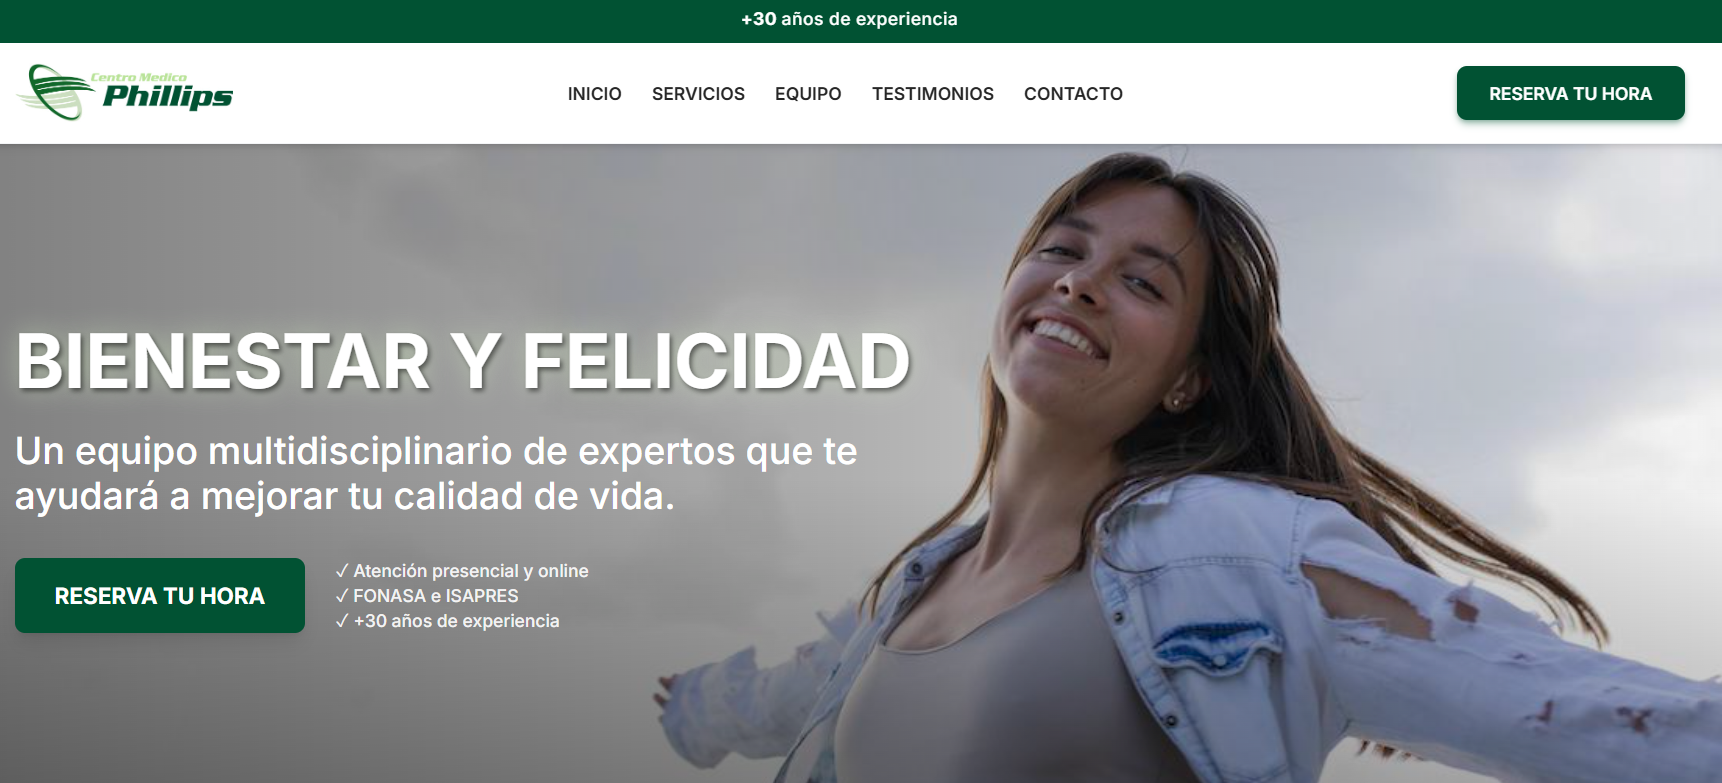 +30 años de experiencia
Centro Medico
Phillips
INICIO SERVICIOS EQUIPO TESTIMONIOS CONTACTO
RESERVA TU HORA
BIENESTAR Y FELICIDAD
Un equipo multidisciplinario de expertos que te
ayudará a mejorar tu calidad de vida.
RESERVA TU HORA
✓ Atención presencial y online
✓ FONASA e ISAPRES
✓ +30 años de experiencia